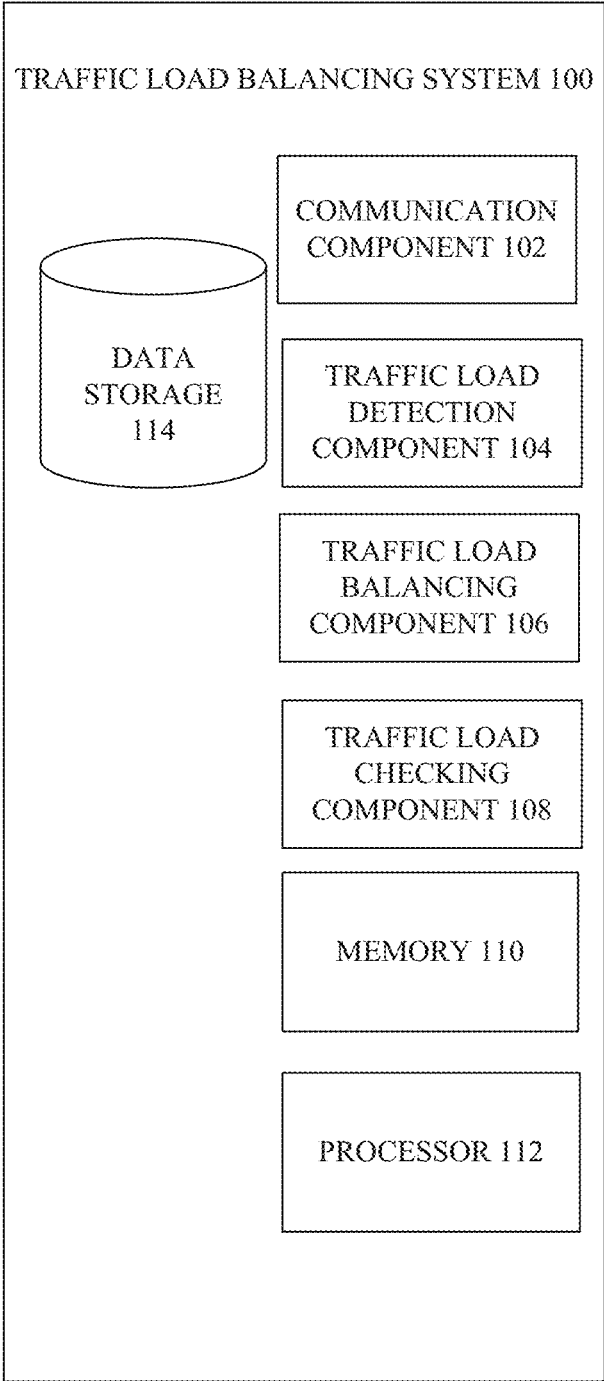 TRAFFIC LOAD BALANCING SYSTEM 100
COMMUNICATION
COMPONENT 102
DATA
STORAGE
114
TRAFFIC LOAD
DETECTION
COMPONENT 104
TRAFFIC LOAD
BALANCING
COMPONENT 106
TRAFFIC LOAD
CHECKING
COMPONENT 108
MEMORY 110
PROCESSOR 112